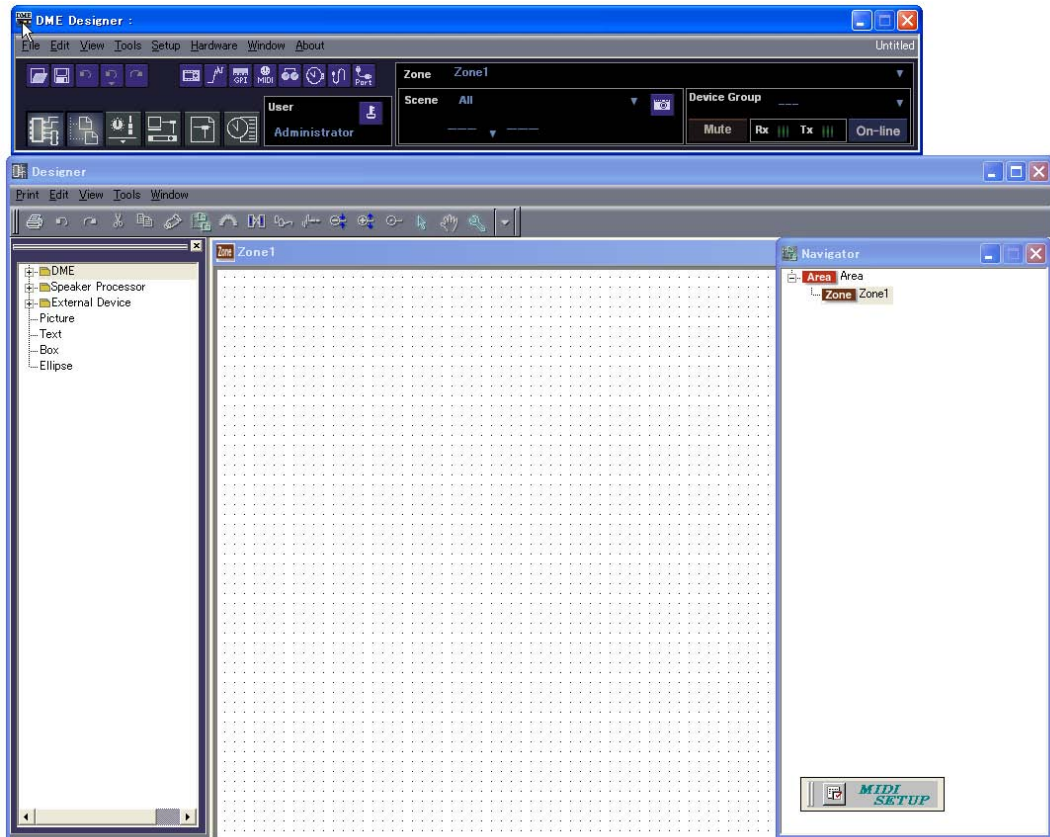 DME Designer :
File Edit View Tools Setup Hardware Window About
Untitled
GPI
MIDI
Port
Zone Zone1
Scene All
User
Administrator
Device Group
Mute
Rx
Tx
On-line
Designer
Print Edit View Tools Window
DME
Speaker Processor
External Device
Picture
Text
Box
Ellipse
Zone Zone1
Navigator
Area Area
Zone Zone1
MIDI
SETUP